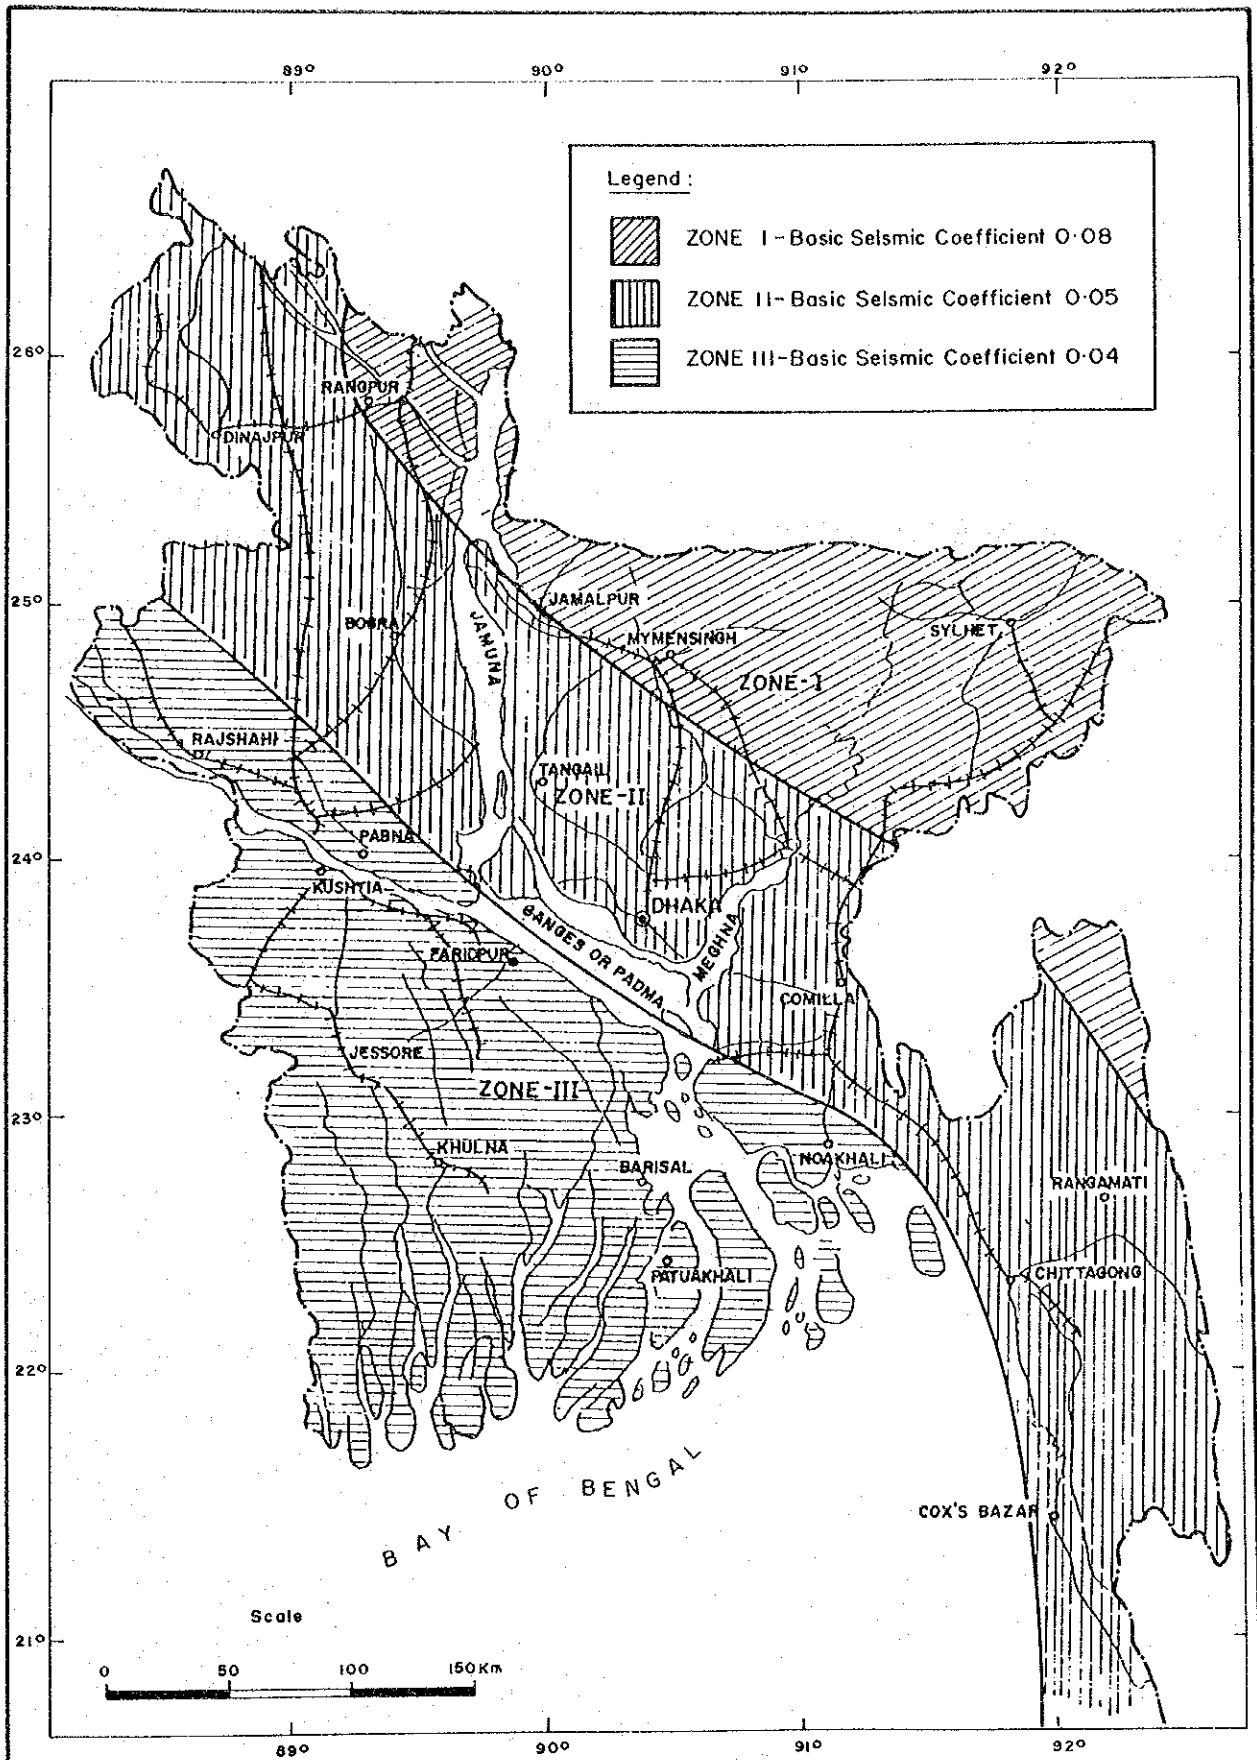 89° 90° 91° 92°
Legend :
ZONE I-Basic Seismic Coefficient 0·08
ZONE II-Basic Seismic Coefficient 0·05
ZONE III-Basic Seismic Coefficient 0·04
26°
RANGPUR
DINAJPUR
25°
JAMALPUR
BOGRA
JAMUNA
MYMENSINGH
SYLHET
ZONE-I
RAJSHAHI
TANGAIL
ZONE-II
PABNA
24°
KUSHTIA
DHAKA
GANGES OR PADMA
MEGHNA
FARIDPUR
COMILLA
JESSORE
ZONE-III
23°
KHULNA
BARISAL
NOAKHALI
RANGAMATI
PATUAKHALI
CHITTAGONG
22°
BAY OF BENGAL
COX'S BAZAR
Scale
21°
0 50 100 150 Km
89° 90° 91° 92°